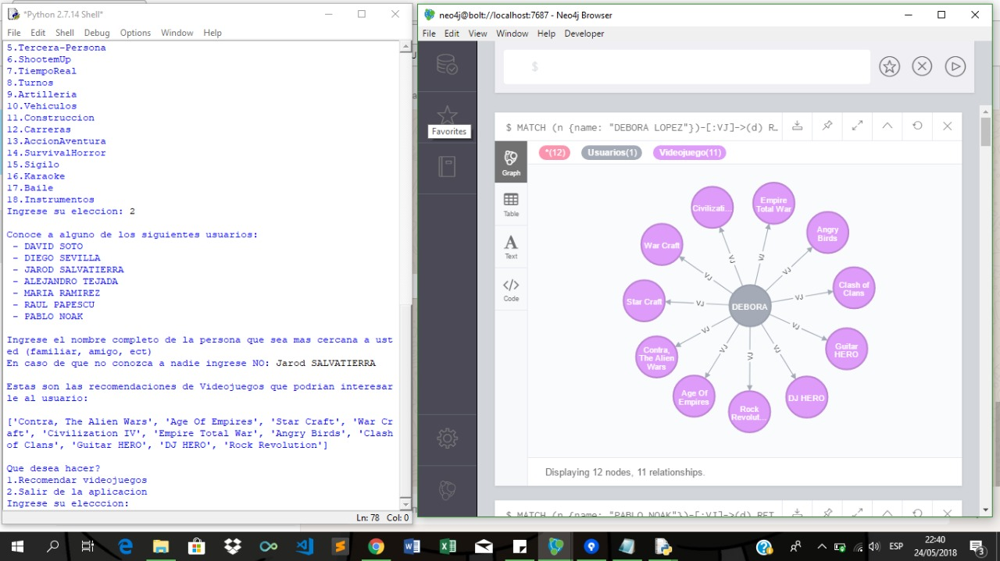 *Python 2.7.14 Shell*
File Edit Shell Debug Options Window Help
5.Tercera-Persona
6.ShootemUp
7.TiempoReal
8.Turnos
9.Artilleria
10.Vehiculos
11.Construccion
12.Carreras
13.AccionAventura
14.SurvivalHorror
15.Sigilo
16.Karaoke
17.Baile
18.Instrumentos
Ingrese su eleccion: 2
Conoce a alguno de los siguientes usuarios:
- DAVID SOTO
- DIEGO SEVILLA
- JAROD SALVATIERRA
- ALEJANDRO TEJADA
- MARIA RAMIREZ
- RAUL PAPESCU
- PABLO NOAK
Ingrese el nombre completo de la persona que sea mas cercana a ust
ed (familiar, amigo, ect)
En caso de que no conozca a nadie ingrese NO: Jarod SALVATIERRA
Estas son las recomendaciones de Videojuegos que podrian interesar
le al usuario:
['Contra, The Alien Wars', 'Age Of Empires', 'Star Craft', 'War Cr
aft', 'Civilization IV', 'Empire Total War', 'Angry Birds', 'Clash
of Clans', 'Guitar HERO', 'DJ HERO', 'Rock Revolution']
Que desea hacer?
1.Recomendar videojuegos
2.Salir de la aplicacion
Ingrese su elecccion:
Ln: 78 Col: 0
neo4j@bolt://localhost:7687 - Neo4j Browser
File Edit View Window Help Developer
$
Favorites
$ MATCH (n {name: "DEBORA LOPEZ"})-[:VJ]->(d) R…
*(12) Usuarios(1) Videojuego(11)
Graph
Table
Text
Code
Civilizati...
Empire
Total War
Angry
Birds
War Craft
Clash of
Clans
Star Craft
DEBORA
Guitar
HERO
Contra,
The Alien
Wars
Age Of
Empires
DJ HERO
Rock
Revolut...
VJ
VJ
VJ
VJ
VJ
VJ
VJ
VJ
VJ
VJ
VJ
Displaying 12 nodes, 11 relationships.
$ MATCH (n {name: "PABLO NOAK"})-[:VJ]->(d) RET
ESP
22:40
24/05/2018
3